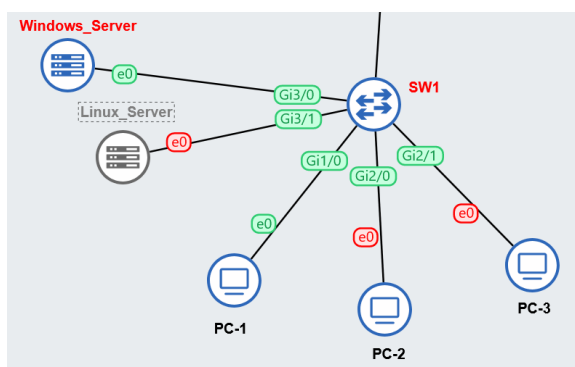 Windows_Server
e0
SW1
Gi3/0
Linux_Server
Gi3/1
e0
Gi1/0
Gi2/0
Gi2/1
e0
e0
e0
PC-1
PC-2
PC-3